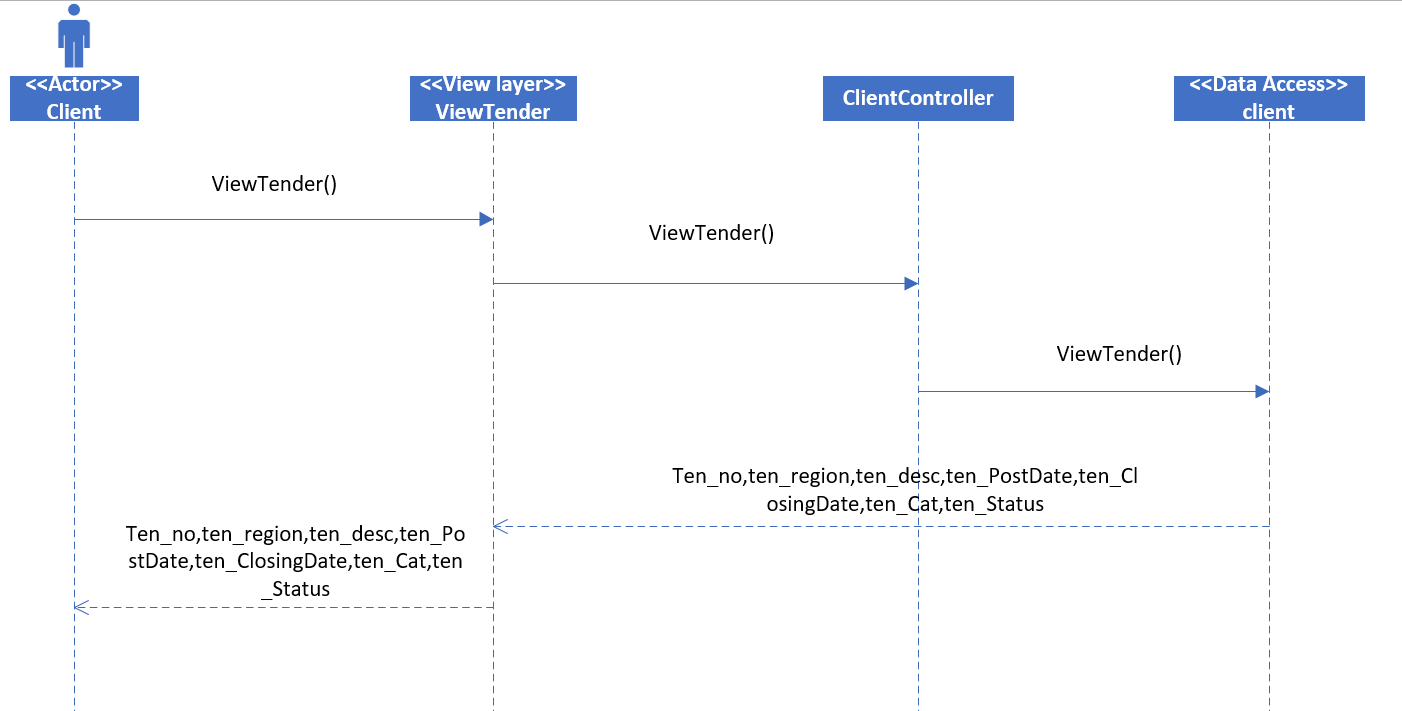 <<Actor>>
Client
<<View layer>>
ViewTender
ClientController
<<Data Access>>
client
ViewTender()
ViewTender()
ViewTender()
Ten_no,ten_region,ten_desc,ten_PostDate,ten_Cl
osingDate,ten_Cat,ten_Status
Ten_no,ten_region,ten_desc,ten_Po
stDate,ten_ClosingDate,ten_Cat,ten
_Status